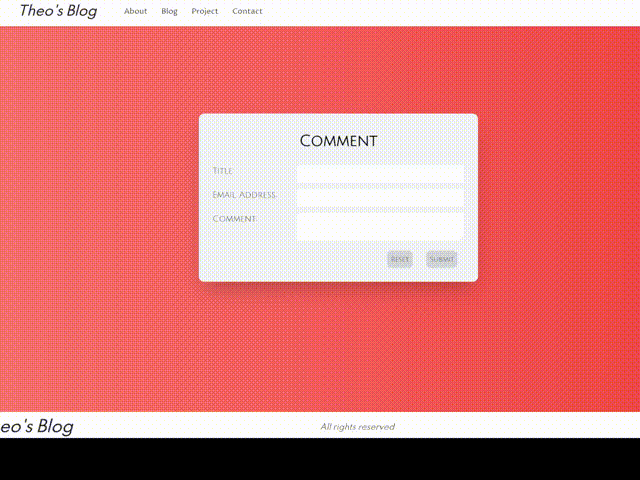 Theo's Blog About Blog Project Contact
Comment
Title
Email Address
Comment
Reset Submit
eo's Blog All rights reserved